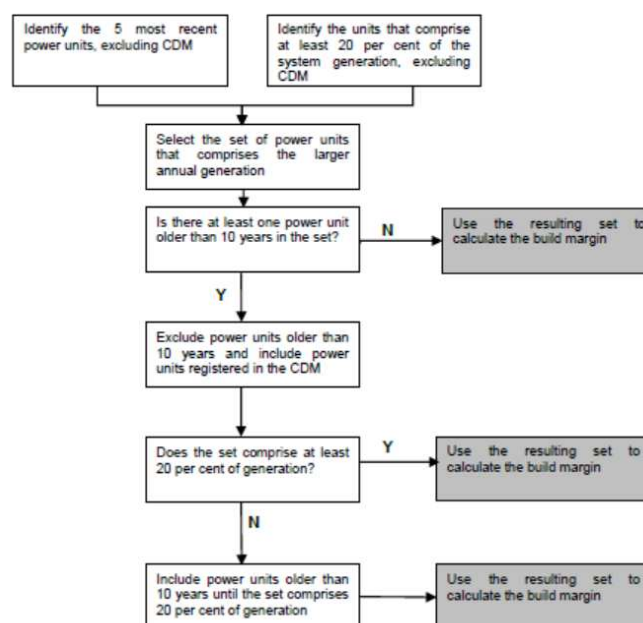 Identify the 5 most recent
power units, excluding CDM
Identify the units that comprise
at least 20 per cent of the
system generation, excluding
CDM
Select the set of power units
that comprises the larger
annual generation
Is there at least one power unit
older than 10 years in the set?
N
Use the resulting set to
calculate the build margin
Y
Exclude power units older than
10 years and include power
units registered in the CDM
Does the set comprise at least
20 per cent of generation?
Y
Use the resulting set to
calculate the build margin
N
Include power units older than
10 years until the set comprises
20 per cent of generation
Use the resulting set to
calculate the build margin